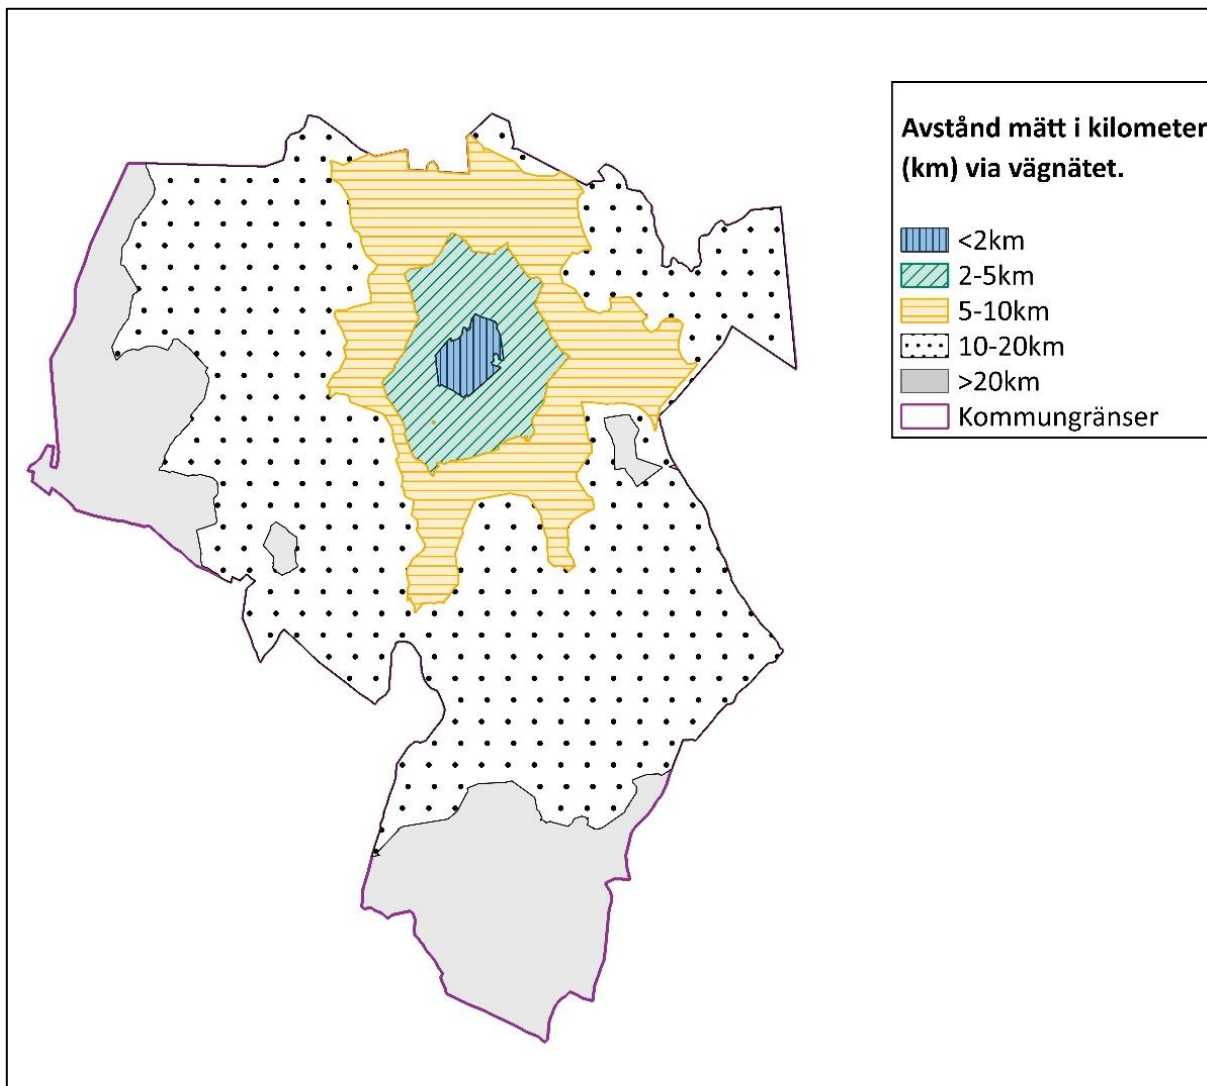 Avstånd mätt i kilometer
(km) via vägnätet.
<2km
2-5km
5-10km
10-20km
>20km
Kommungränser